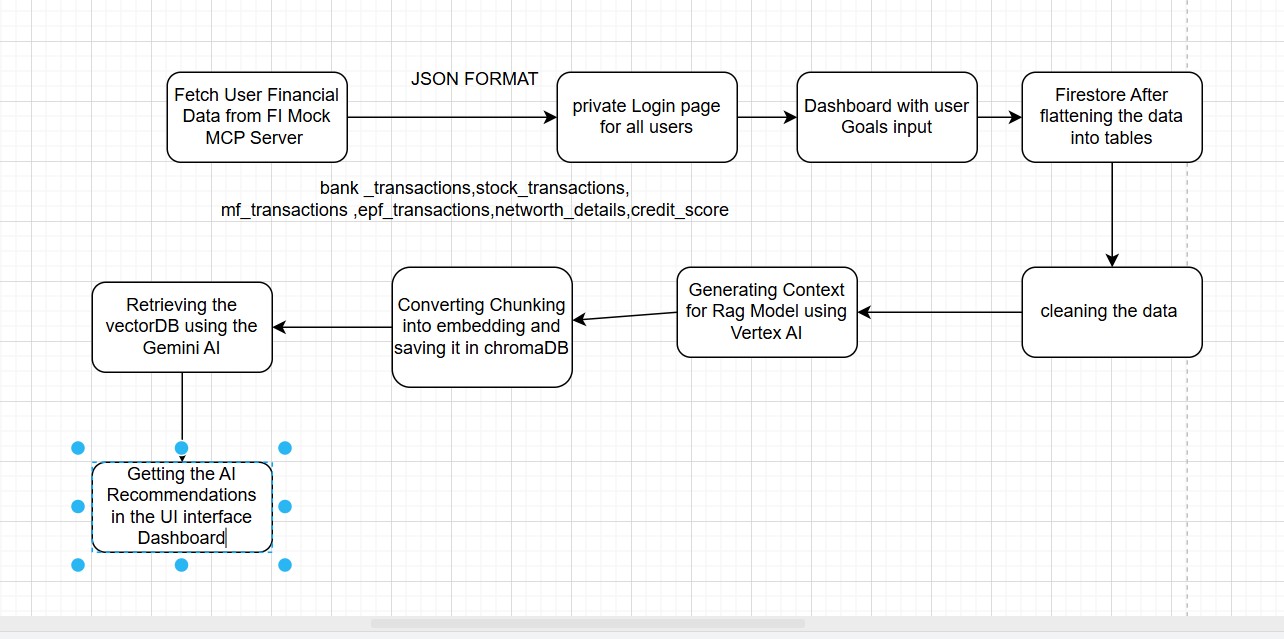 JSON FORMAT
Fetch User Financial
Data from FI Mock
MCP Server
private Login page
for all users
Dashboard with user
Goals input
Firestore After
flattening the data
into tables
bank _transactions,stock_transactions,
mf_transactions ,epf_transactions,networth_details,credit_score
cleaning the data
Generating Context
for Rag Model using
Vertex AI
Converting Chunking
into embedding and
saving it in chromaDB
Retrieving the
vectorDB using the
Gemini AI
Getting the AI
Recommendations
in the UI interface
Dashboard